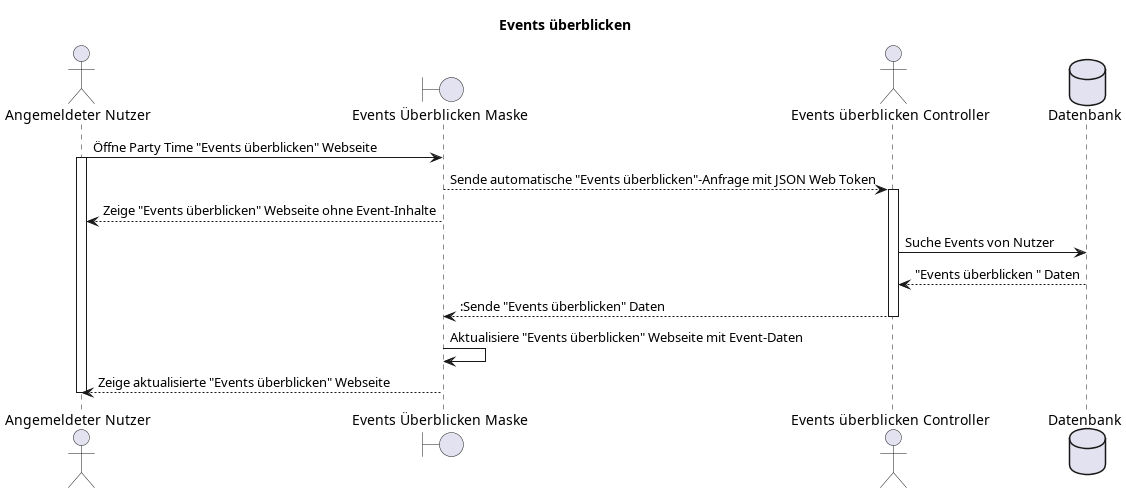 Events überblicken
Angemeldeter Nutzer
Events Überblicken Maske
Events überblicken Controller
Datenbank
Öffne Party Time "Events überblicken" Webseite
Sende automatische "Events überblicken"-Anfrage mit JSON Web Token
Zeige "Events überblicken" Webseite ohne Event-Inhalte
Suche Events von Nutzer
"Events überblicken " Daten
:Sende "Events überblicken" Daten
Aktualisiere "Events überblicken" Webseite mit Event-Daten
Zeige aktualisierte "Events überblicken" Webseite
Angemeldeter Nutzer
Events Überblicken Maske
Events überblicken Controller
Datenbank